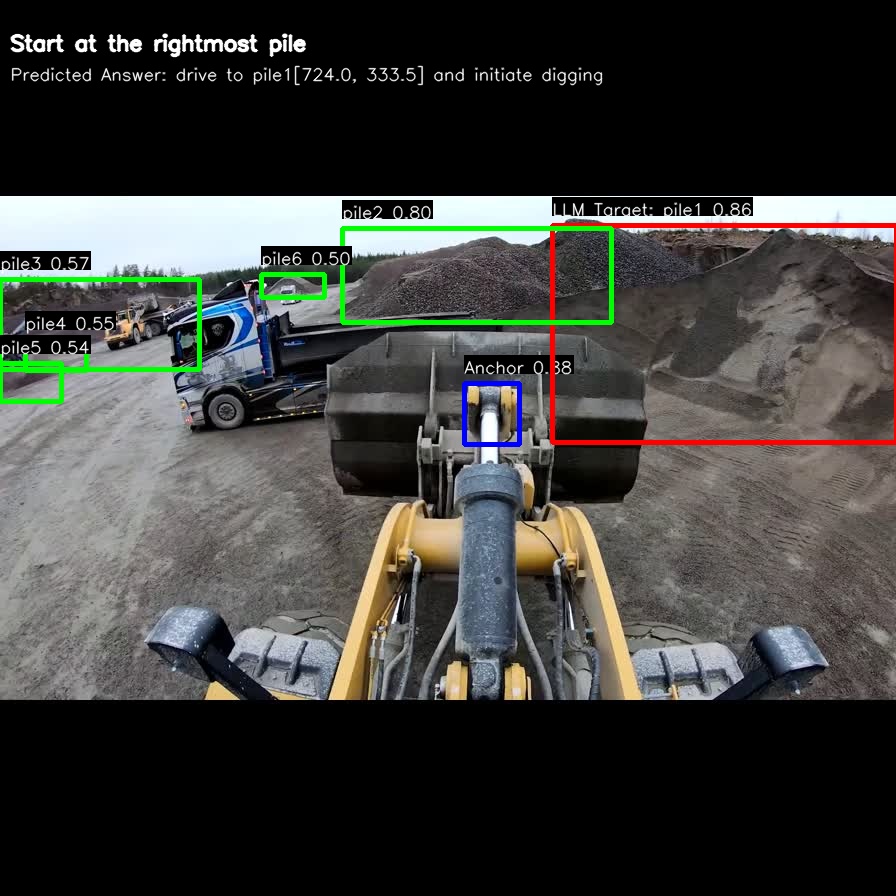 Start at the rightmost pile
Predicted Answer: drive to pile1[724.0, 333.5] and initiate digging
LLM Target: pile1 0.86
pile2 0.80
pile6 0.50
pile3 0.57
pile4 0.55
pile5 0.54
Anchor 0.88